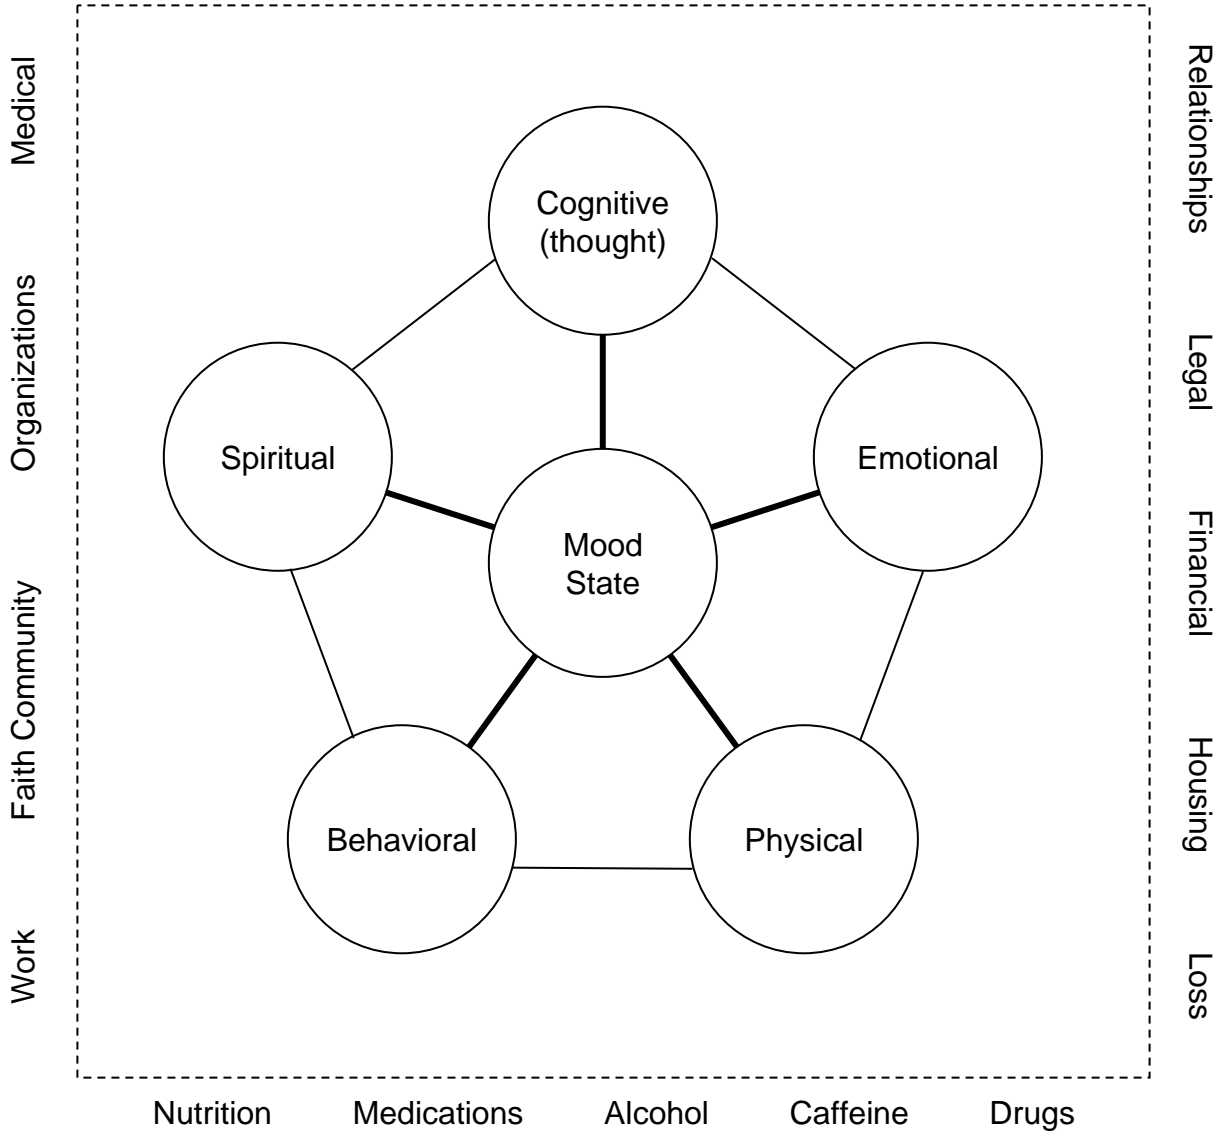 Medical
Organizations
Faith Community
Work
Cognitive
(thought)
Spiritual
Emotional
Mood
State
Behavioral
Physical
Relationships
Legal
Financial
Housing
Loss
Nutrition
Medications
Alcohol
Caffeine
Drugs